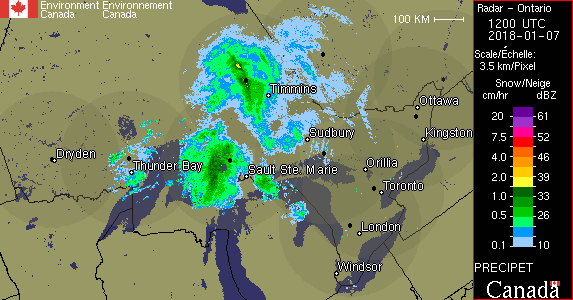 Environment Environnement
Canada Canada
100 KM
Timmins
Ottawa
Sudbury
Kingston
Dryden
Thunder Bay
Sault Ste. Marie
Orillia
Toronto
London
Windsor
Radar - Ontario
1200 UTC
2018-01-07
Scale/Échelle:
3.5 km/Pixel
Snow/Neige
cm/hr dBZ
20 61
7.5 52
4.0 46
2.0 39
1.0 33
0.5 26
0.1 10
PRECIPET
Canada